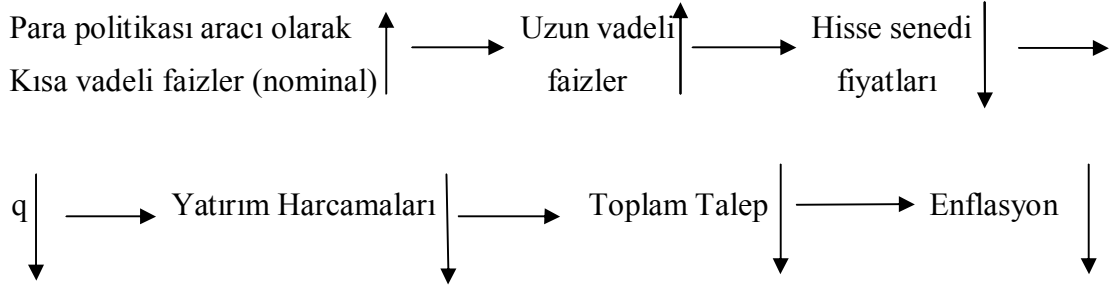 Para politikası aracı olarak Uzun vadeli Hisse senedi
Kısa vadeli faizler (nominal) faizler fiyatları
q Yatırım Harcamaları Toplam Talep Enflasyon